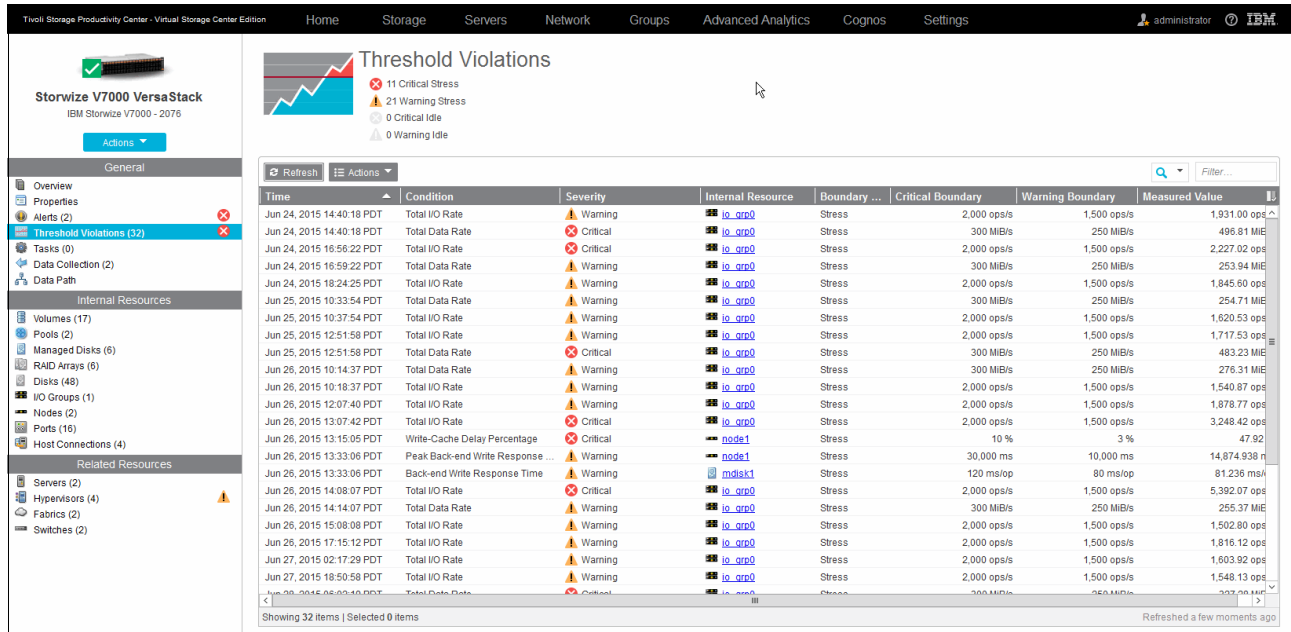 Tivoli Storage Productivity Center - Virtual Storage Center Edition Home Storage Servers Network Groups Advanced Analytics Cognos Settings administrator ? IBM.
Storwize V7000 VersaStack
IBM Storwize V7000 - 2076
Actions
General
Overview
Properties
Alerts (2)
Threshold Violations (32)
Tasks (0)
Data Collection (2)
Data Path
Internal Resources
Volumes (17)
Pools (2)
Managed Disks (6)
RAID Arrays (6)
Disks (48)
I/O Groups (1)
Nodes (2)
Ports (16)
Host Connections (4)
Related Resources
Servers (2)
Hypervisors (4)
Fabrics (2)
Switches (2)
Threshold Violations
11 Critical Stress
21 Warning Stress
0 Critical Idle
0 Warning Idle
Refresh Actions Filter...
Time Condition Severity Internal Resource Boundary ... Critical Boundary Warning Boundary Measured Value
Jun 24, 2015 14:40:18 PDT Total I/O Rate Warning io_grp0 Stress 2,000 ops/s 1,500 ops/s 1,931.00 ops
Jun 24, 2015 14:40:18 PDT Total Data Rate Critical io_grp0 Stress 300 MiB/s 250 MiB/s 496.81 MiE
Jun 24, 2015 16:56:22 PDT Total I/O Rate Critical io_grp0 Stress 2,000 ops/s 1,500 ops/s 2,227.02 ops
Jun 24, 2015 16:59:22 PDT Total Data Rate Warning io_grp0 Stress 300 MiB/s 250 MiB/s 253.94 MiE
Jun 24, 2015 18:24:25 PDT Total I/O Rate Warning io_grp0 Stress 2,000 ops/s 1,500 ops/s 1,845.60 ops
Jun 25, 2015 10:33:54 PDT Total Data Rate Warning io_grp0 Stress 300 MiB/s 250 MiB/s 254.71 MiE
Jun 25, 2015 10:37:54 PDT Total I/O Rate Warning io_grp0 Stress 2,000 ops/s 1,500 ops/s 1,620.53 ops
Jun 25, 2015 12:51:58 PDT Total I/O Rate Warning io_grp0 Stress 2,000 ops/s 1,500 ops/s 1,717.53 ops
Jun 25, 2015 12:51:58 PDT Total Data Rate Critical io_grp0 Stress 300 MiB/s 250 MiB/s 483.23 MiE
Jun 26, 2015 10:14:37 PDT Total Data Rate Warning io_grp0 Stress 300 MiB/s 250 MiB/s 276.31 MiE
Jun 26, 2015 10:18:37 PDT Total I/O Rate Warning io_grp0 Stress 2,000 ops/s 1,500 ops/s 1,540.87 ops
Jun 26, 2015 12:07:40 PDT Total I/O Rate Warning io_grp0 Stress 2,000 ops/s 1,500 ops/s 1,878.77 ops
Jun 26, 2015 13:07:42 PDT Total I/O Rate Critical io_grp0 Stress 2,000 ops/s 1,500 ops/s 3,248.42 ops
Jun 26, 2015 13:15:05 PDT Write-Cache Delay Percentage Critical node1 Stress 10 % 3 % 47.92
Jun 26, 2015 13:33:06 PDT Peak Back-end Write Response ... Warning node1 Stress 30,000 ms 10,000 ms 14,874.938 n
Jun 26, 2015 13:33:06 PDT Back-end Write Response Time Warning mdisk1 Stress 120 ms/op 80 ms/op 81.236 ms/
Jun 26, 2015 14:08:07 PDT Total I/O Rate Critical io_grp0 Stress 2,000 ops/s 1,500 ops/s 5,392.07 ops
Jun 26, 2015 14:14:07 PDT Total Data Rate Warning io_grp0 Stress 300 MiB/s 250 MiB/s 255.37 MiE
Jun 26, 2015 15:08:08 PDT Total I/O Rate Warning io_grp0 Stress 2,000 ops/s 1,500 ops/s 1,502.80 ops
Jun 26, 2015 17:15:12 PDT Total I/O Rate Warning io_grp0 Stress 2,000 ops/s 1,500 ops/s 1,816.12 ops
Jun 27, 2015 02:17:29 PDT Total I/O Rate Warning io_grp0 Stress 2,000 ops/s 1,500 ops/s 1,603.92 ops
Jun 27, 2015 18:50:58 PDT Total I/O Rate Warning io_grp0 Stress 2,000 ops/s 1,500 ops/s 1,548.13 ops
Showing 32 items | Selected 0 items Refreshed a few moments ago